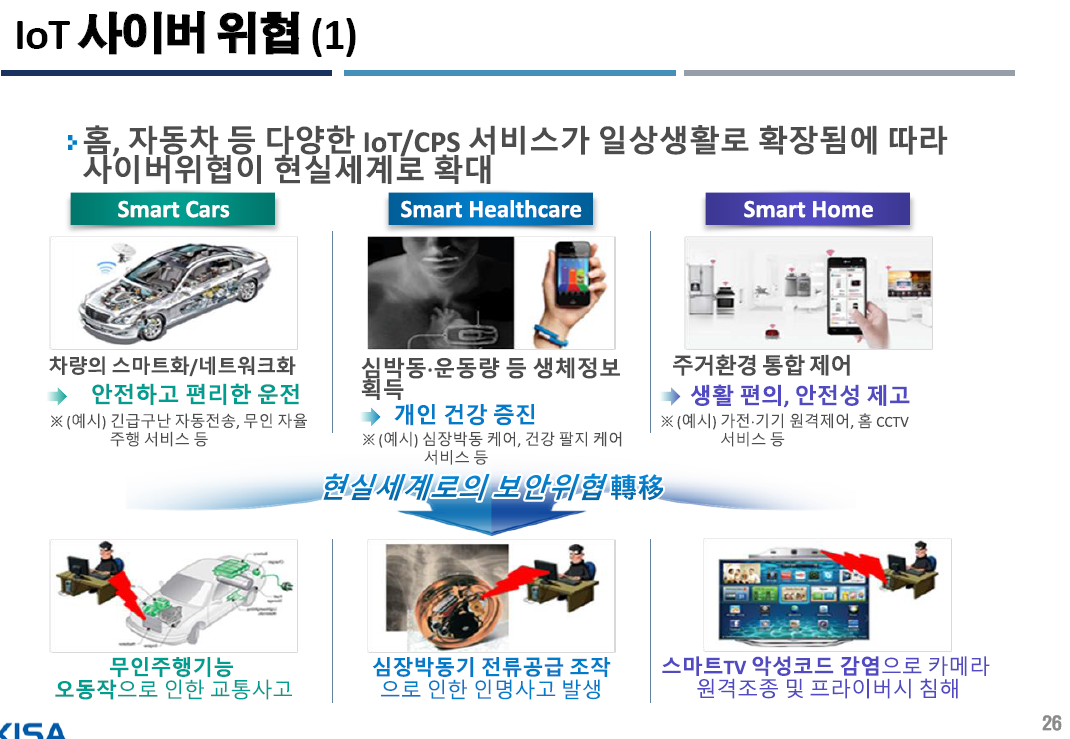 IoT 사이버 위협 (1)
홈, 자동차 등 다양한 IoT/CPS 서비스가 일상생활로 확장됨에 따라
사이버위협이 현실세계로 확대
Smart Cars
차량의 스마트화/네트워크화
안전하고 편리한 운전
※ (예시) 긴급구난 자동전송, 무인 자율
주행 서비스 등
Smart Healthcare
심박동·운동량 등 생체정보
획득
개인 건강 증진
※ (예시) 심장박동 케어, 건강 팔지 케어
서비스 등
Smart Home
주거환경 통합 제어
생활 편의, 안전성 제고
※ (예시) 가전·기기 원격제어, 홈 CCTV
서비스 등
현실세계로의 보안위협 轉移
무인주행기능
오동작으로 인한 교통사고
심장박동기 전류공급 조작
으로 인한 인명사고 발생
스마트TV 악성코드 감염으로 카메라
원격조종 및 프라이버시 침해
KISA
26